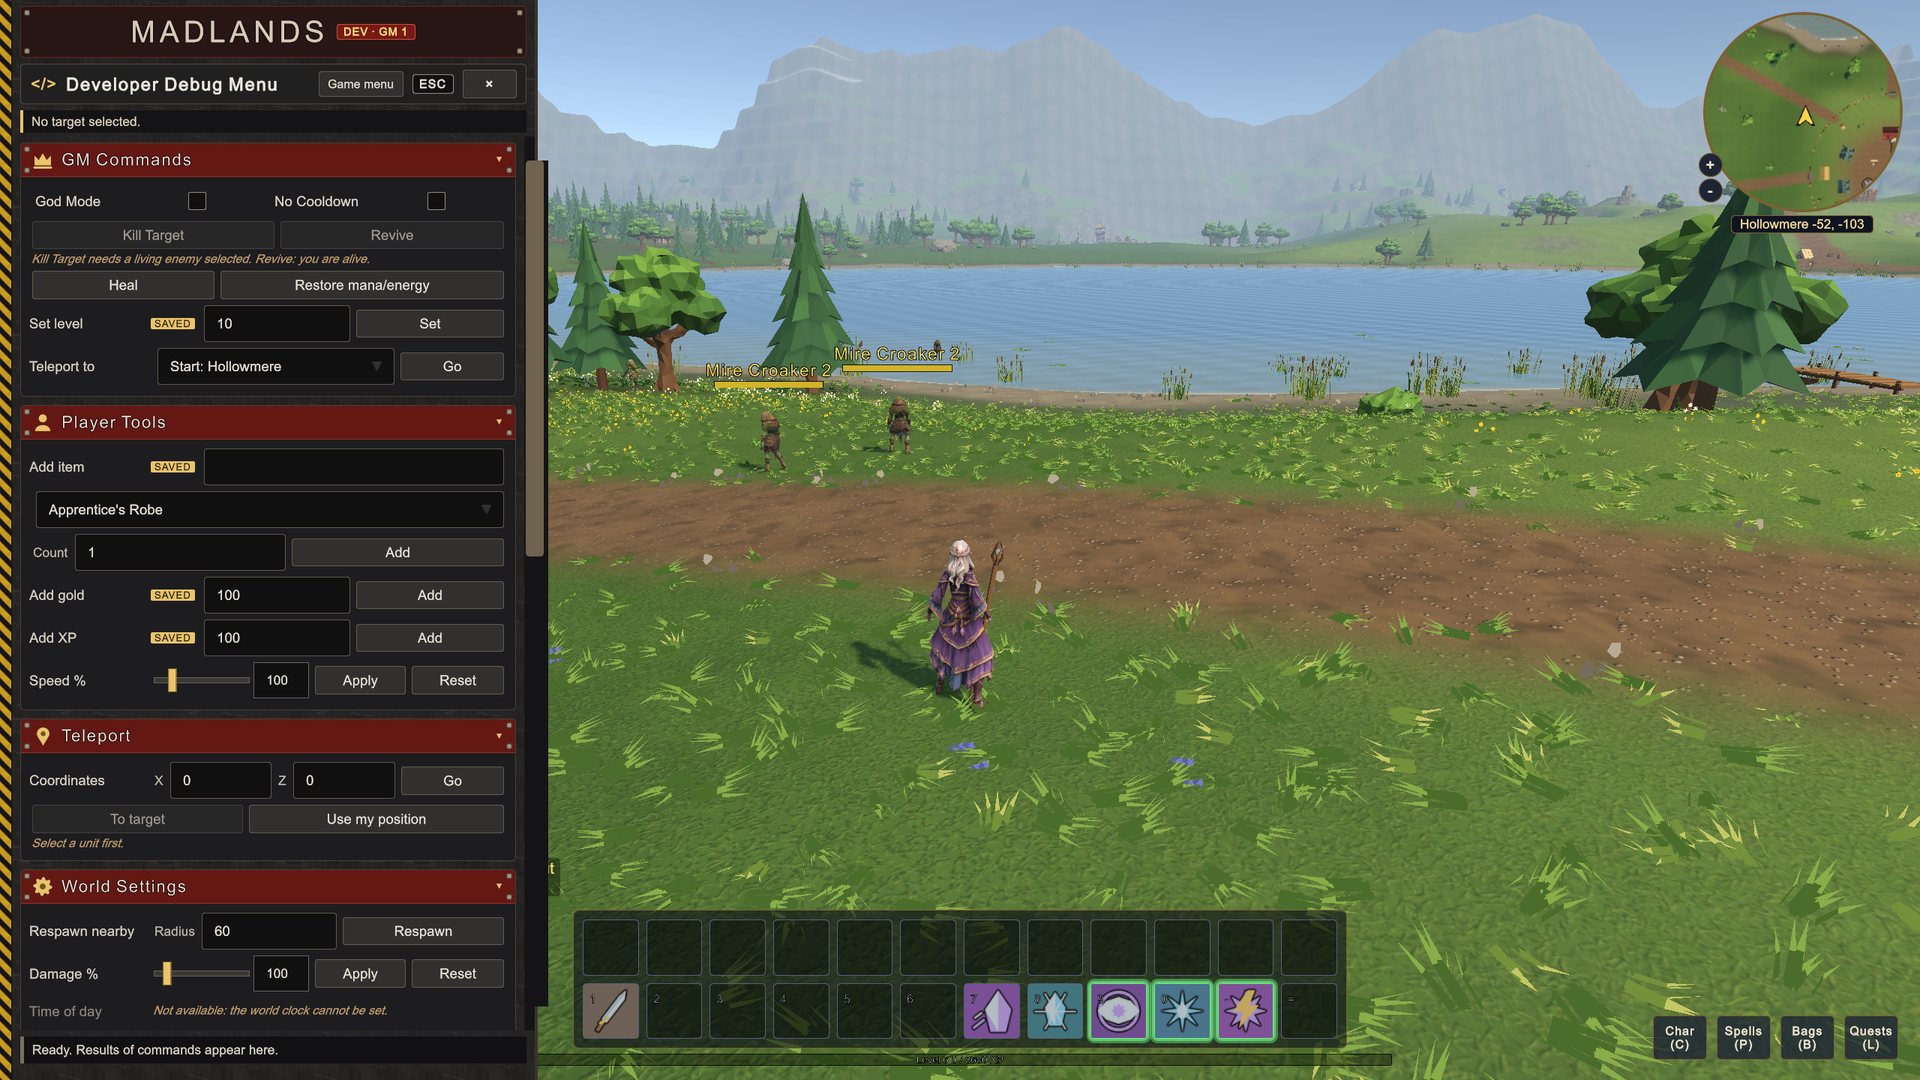 MADLANDS DEV · GM 1
</> Developer Debug Menu Game menu ESC ×
No target selected.
GM Commands
God Mode No Cooldown
Kill Target Revive
Kill Target needs a living enemy selected. Revive: you are alive.
Heal Restore mana/energy
Set level SAVED 10 Set
Teleport to Start: Hollowmere Go
Player Tools
Add item SAVED
Apprentice's Robe
Count 1 Add
Add gold SAVED 100 Add
Add XP SAVED 100 Add
Speed % 100 Apply Reset
Teleport
Coordinates X 0 Z 0 Go
To target Use my position
Select a unit first.
World Settings
Respawn nearby Radius 60 Respawn
Damage % 100 Apply Reset
Time of day Not available: the world clock cannot be set.
Ready. Results of commands appear here.
Mire Croaker 2
Mire Croaker 2
+
-
Hollowmere -52, -103
1 2 3 4 5 6 7 8 =
Char (C)
Spells (P)
Bags (B)
Quests (L)